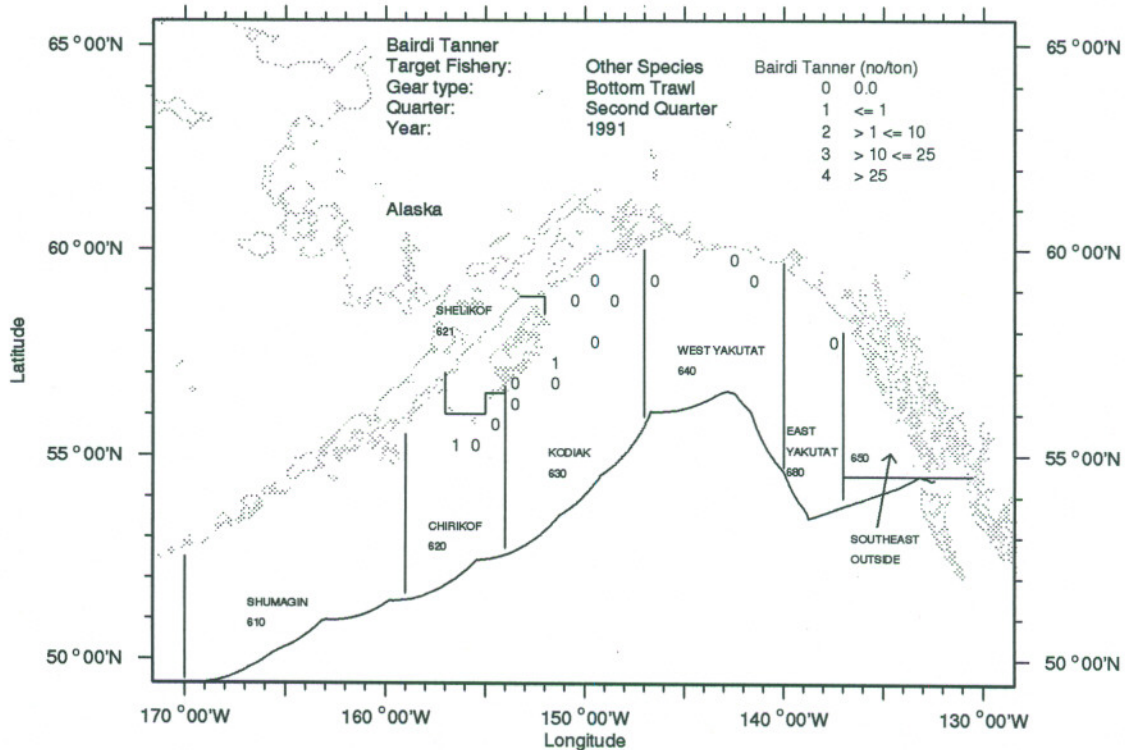 65 °00'N
65 °00'N
Bairdi Tanner
Target Fishery: Other Species
Gear type: Bottom Trawl
Quarter: Second Quarter
Year: 1991
Bairdi Tanner (no/ton)
0 0.0
1 <= 1
2 > 1 <= 10
3 > 10 <= 25
4 > 25
Alaska
60 °00'N
60 °00'N
0 0
0 0 0
0 0
SHELIKOF
621
0
0
WEST YAKUTAT
640
1
0 0
0
0
1 0
EAST
YAKUTAT
680
650
KODIAK
630
55 °00'N
55 °00'N
CHIRIKOF
620
SOUTHEAST
OUTSIDE
SHUMAGIN
610
50 °00'N
50 °00'N
Latitude
170 °00'W 160 °00'W 150 °00'W 140 °00'W 130 °00'W
Longitude